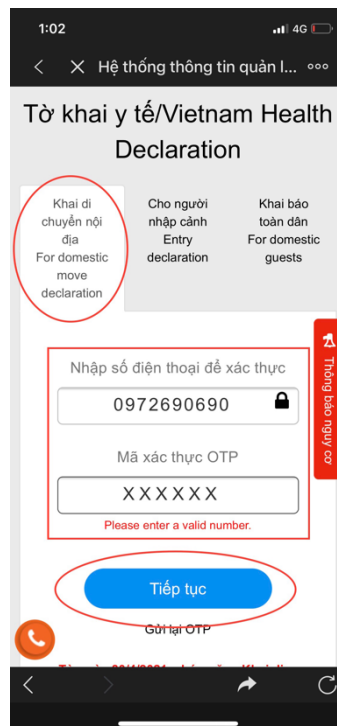 1:02
4G
Hệ thống thông tin quản l...
Tờ khai y tế/Vietnam Health
Declaration
Khai di
chuyển nội
địa
For domestic
move
declaration
Cho người
nhập cảnh
Entry
declaration
Khai báo
toàn dân
For domestic
guests
Thông báo nguy cơ
Nhập số điện thoại để xác thực
0972690690
Mã xác thực OTP
XXXXXX
Please enter a valid number.
Tiếp tục
Gửi lại OTP